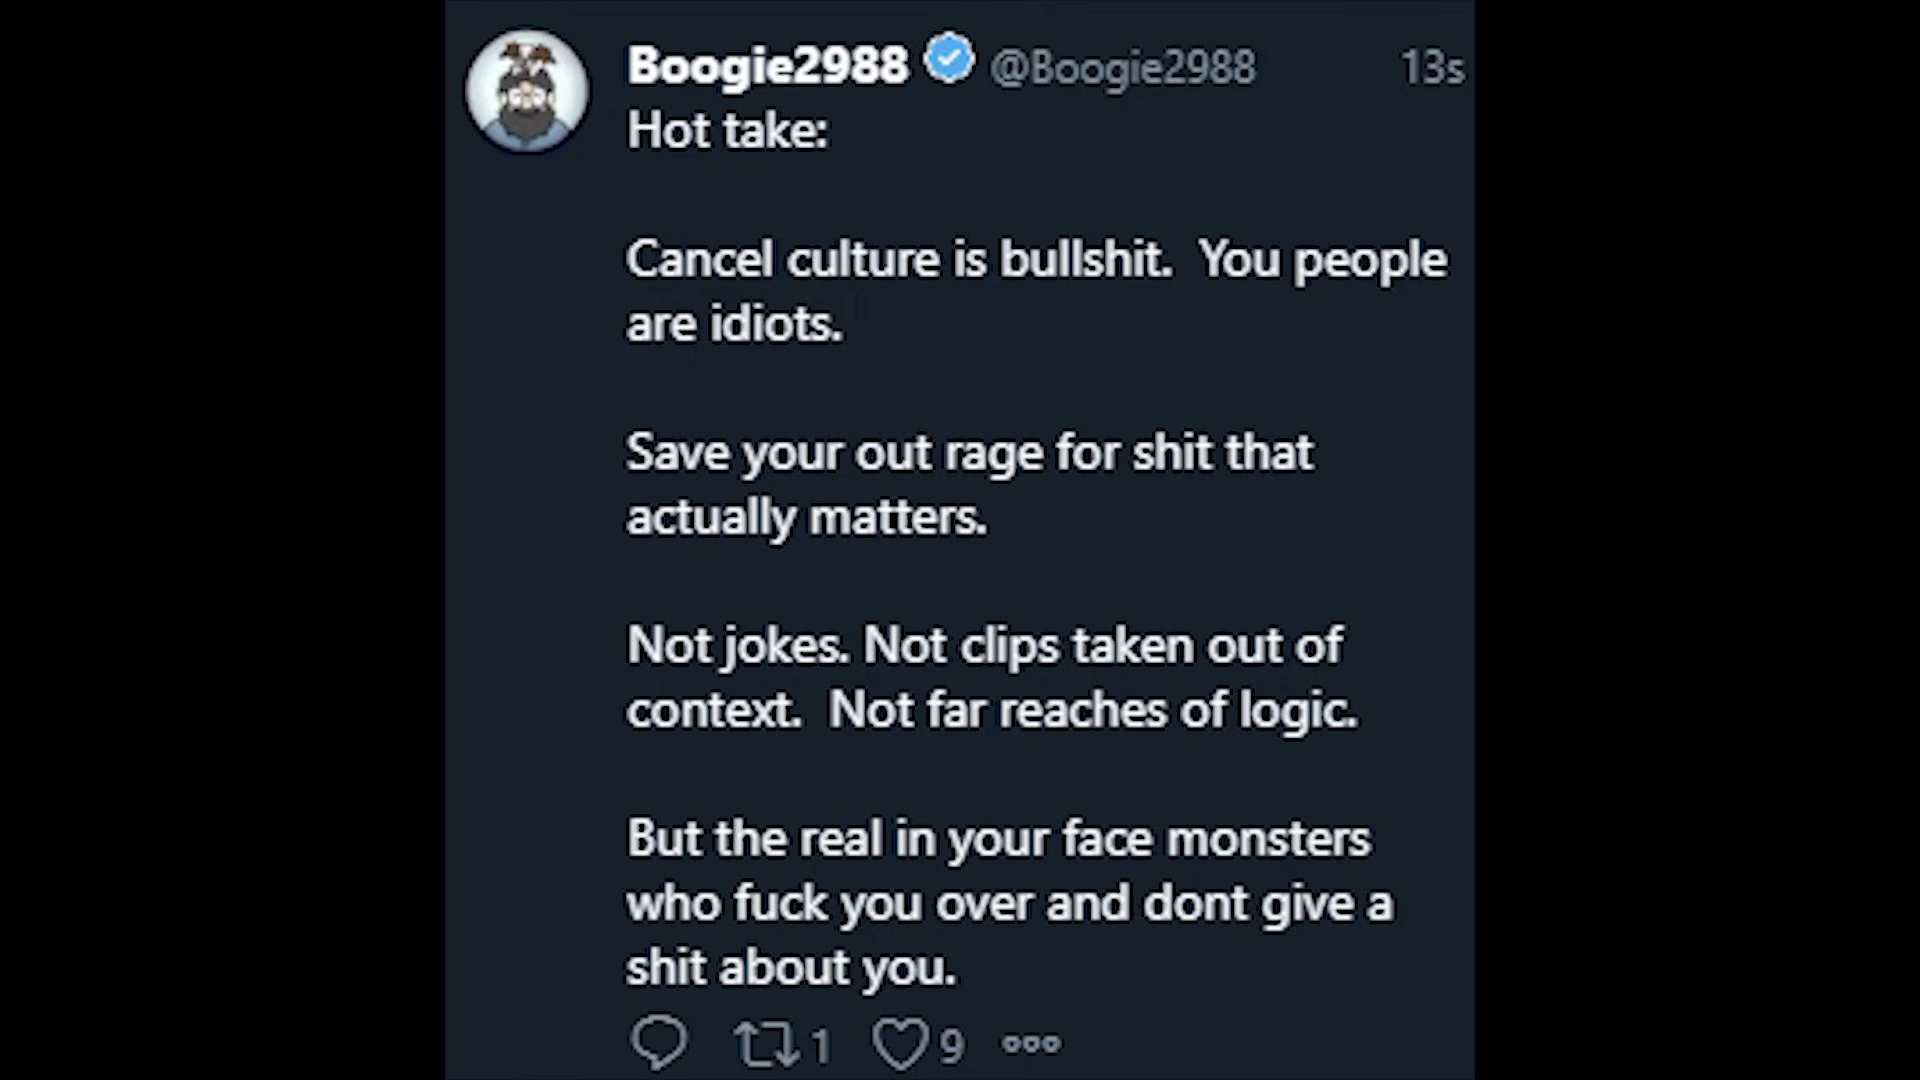 Boogie2988 @Boogie2988 13s
Hot take:
Cancel culture is bullshit.  You people
are idiots.
Save your out rage for shit that
actually matters.
Not jokes. Not clips taken out of
context.  Not far reaches of logic.
But the real in your face monsters
who fuck you over and dont give a
shit about you.
1 9